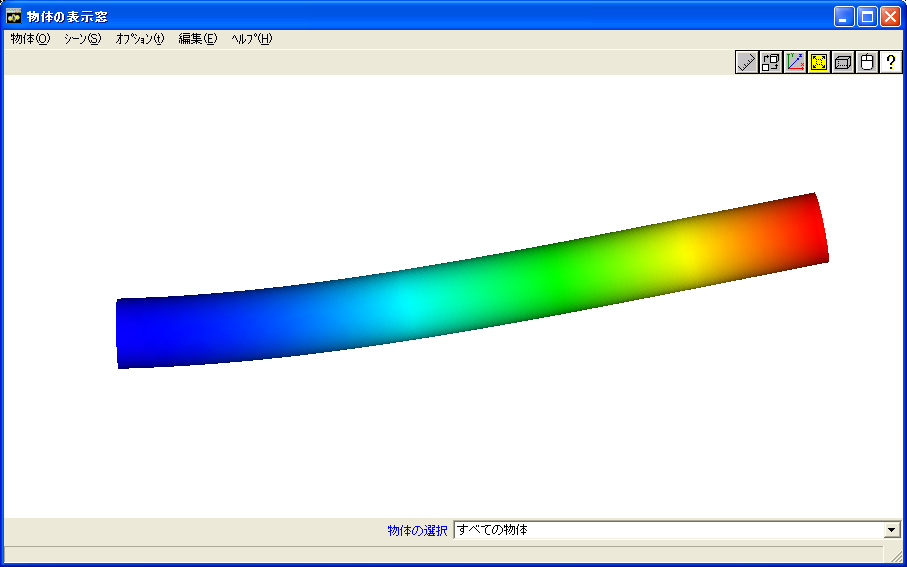 物体の表示窓
物体(O) シーン(S) オプション(t) 編集(E) ヘルプ(H)
?
物体の選択 すべての物体